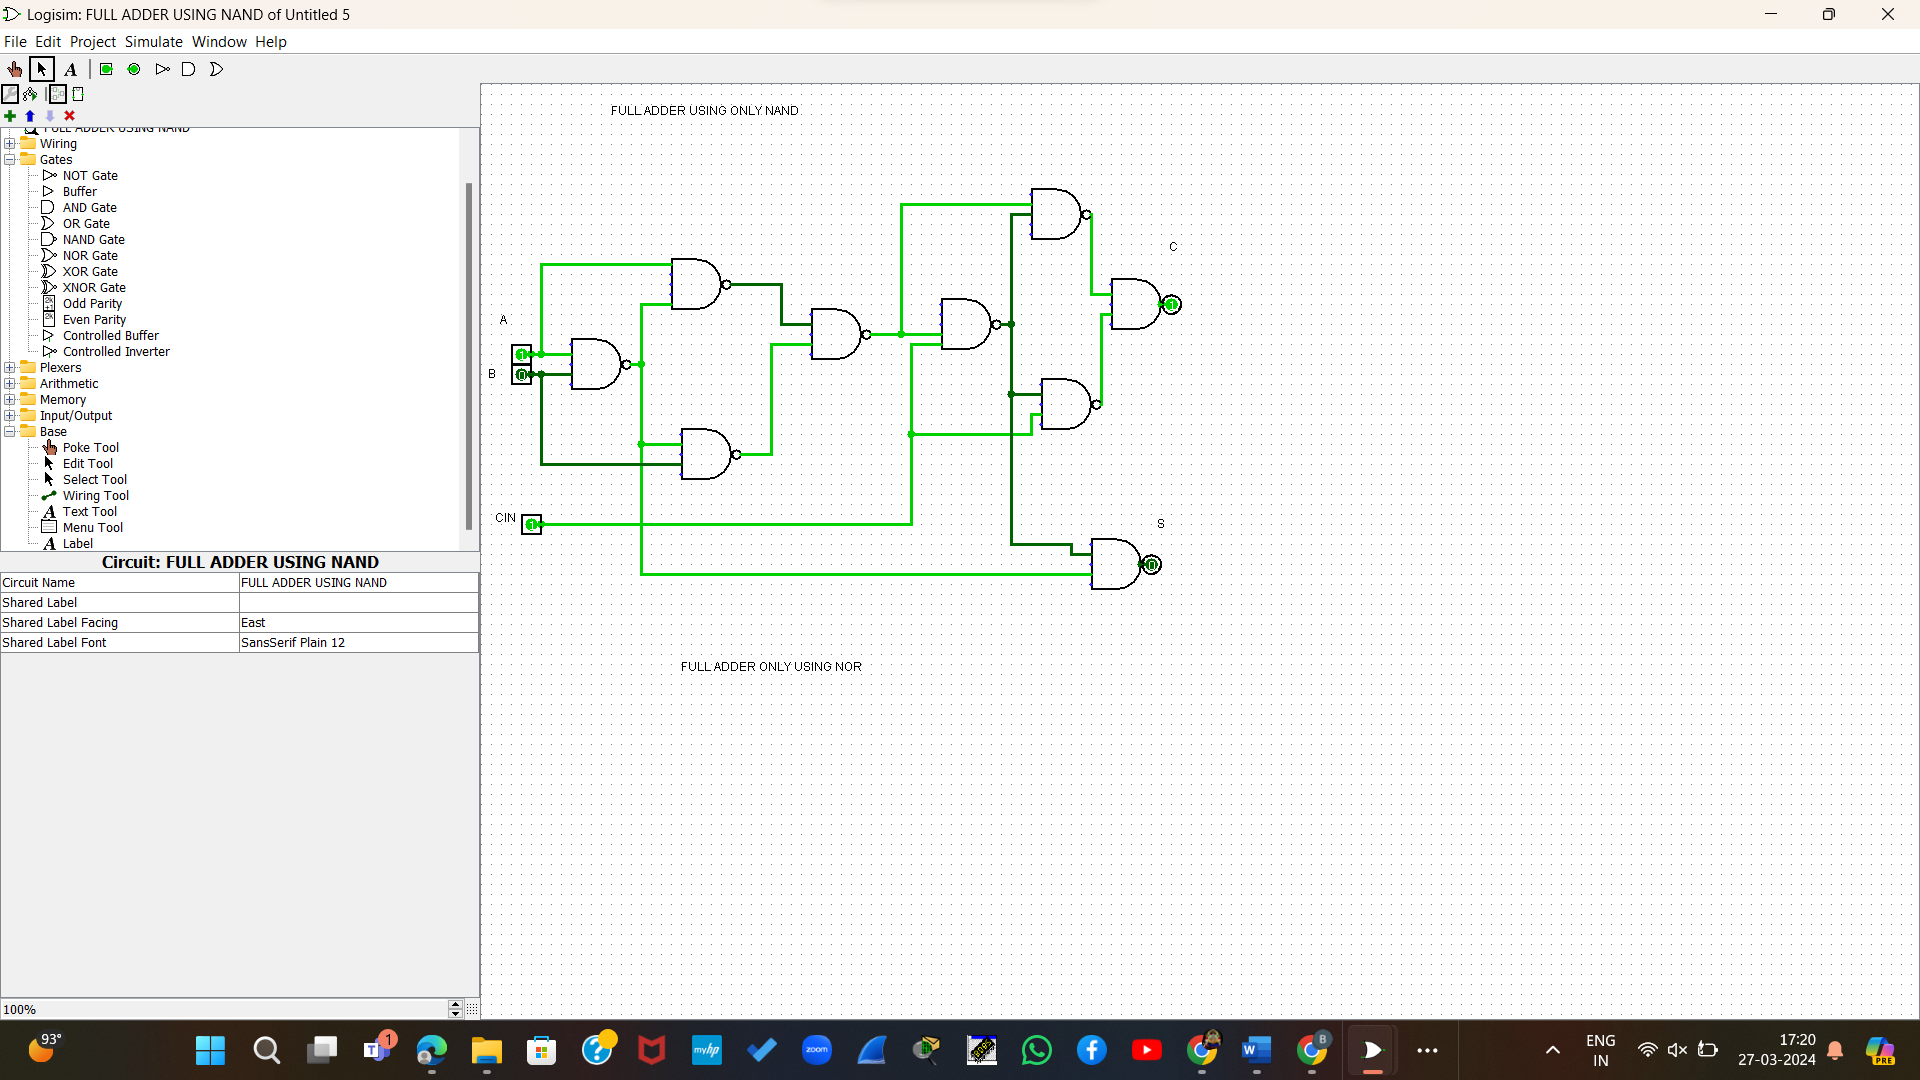 Logisim: FULL ADDER USING NAND of Untitled 5
File Edit Project Simulate Window Help
A
FULL ADDER USING NAND
Wiring
Gates
NOT Gate
Buffer
AND Gate
OR Gate
NAND Gate
NOR Gate
XOR Gate
XNOR Gate
Odd Parity
Even Parity
Controlled Buffer
Controlled Inverter
Plexers
Arithmetic
Memory
Input/Output
Base
Poke Tool
Edit Tool
Select Tool
Wiring Tool
A Text Tool
Menu Tool
A Label
Circuit: FULL ADDER USING NAND
Circuit Name FULL ADDER USING NAND
Shared Label
Shared Label Facing East
Shared Label Font SansSerif Plain 12
100%
FULL ADDER USING ONLY NAND
C
1
A
1
B
0
CIN
1
S
0
FULL ADDER ONLY USING NOR
93°
1
T
myhp
zoom
B
W
ENG
IN
17:20
27-03-2024
PRE